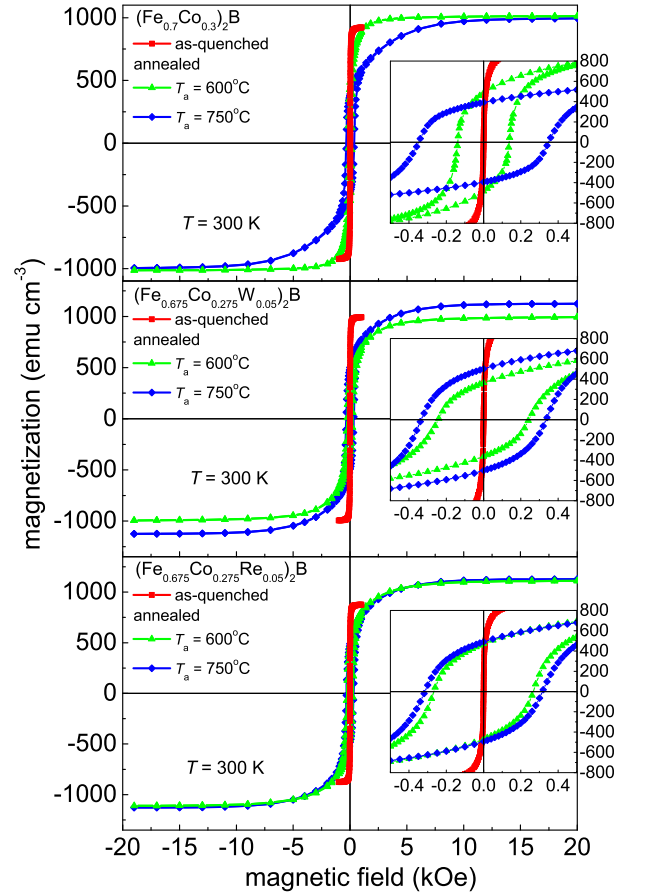 magnetization (emu cm⁻³)
(Fe₀.₇Co₀.₃)₂B
as-quenched
annealed
Tₐ = 600°C
Tₐ = 750°C
T = 300 K
1000
500
0
-500
-1000
800
600
400
200
0
-200
-400
-600
-800
-0.4 -0.2 0.0 0.2 0.4
(Fe₀.₆₇₅Co₀.₂₇₅W₀.₀₅)₂B
as-quenched
annealed
Tₐ = 600°C
Tₐ = 750°C
T = 300 K
1000
500
0
-500
-1000
800
600
400
200
0
-200
-400
-600
-800
-0.4 -0.2 0.0 0.2 0.4
(Fe₀.₆₇₅Co₀.₂₇₅Re₀.₀₅)₂B
as-quenched
annealed
Tₐ = 600°C
Tₐ = 750°C
T = 300 K
1000
500
0
-500
-1000
800
600
400
200
0
-200
-400
-600
-800
-0.4 -0.2 0.0 0.2 0.4
-20 -15 -10 -5 0 5 10 15 20
magnetic field (kOe)